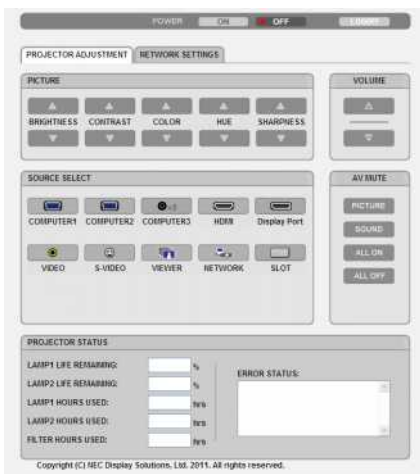 POWER ON OFF LOGOFF
PROJECTOR ADJUSTMENT NETWORK SETTINGS
PICTURE VOLUME
BRIGHTNESS CONTRAST COLOR HUE SHARPNESS
SOURCE SELECT AV MUTE
COMPUTER1 COMPUTER2 COMPUTER3 HDMI Display Port
PICTURE
SOUND
VIDEO S-VIDEO VIEWER NETWORK SLOT
ALL ON
ALL OFF
PROJECTOR STATUS
LAMP1 LIFE REMAINING: %
ERROR STATUS:
LAMP2 LIFE REMAINING: %
LAMP1 HOURS USED: hrs
LAMP2 HOURS USED: hrs
FILTER HOURS USED: hrs
Copyright (C) NEC Display Solutions, Ltd. 2011. All rights reserved.